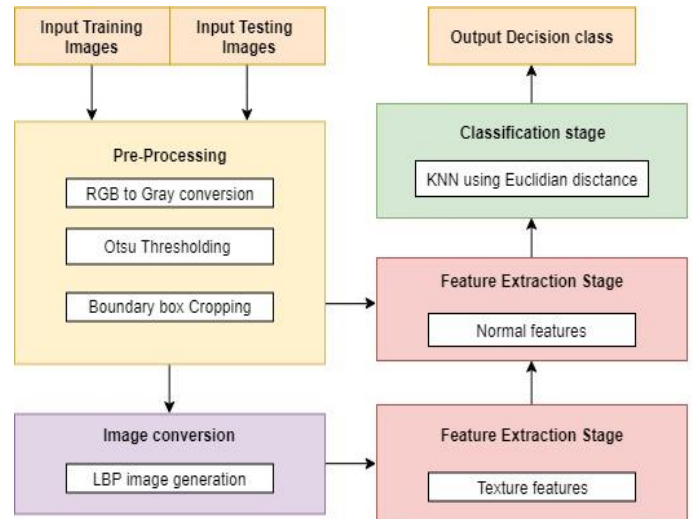 Input Training
Images
Input Testing
Images
Pre-Processing
RGB to Gray conversion
Otsu Thresholding
Boundary box Cropping
Image conversion
LBP image generation
Output Decision class
Classification stage
KNN using Euclidian disctance
Feature Extraction Stage
Normal features
Feature Extraction Stage
Texture features